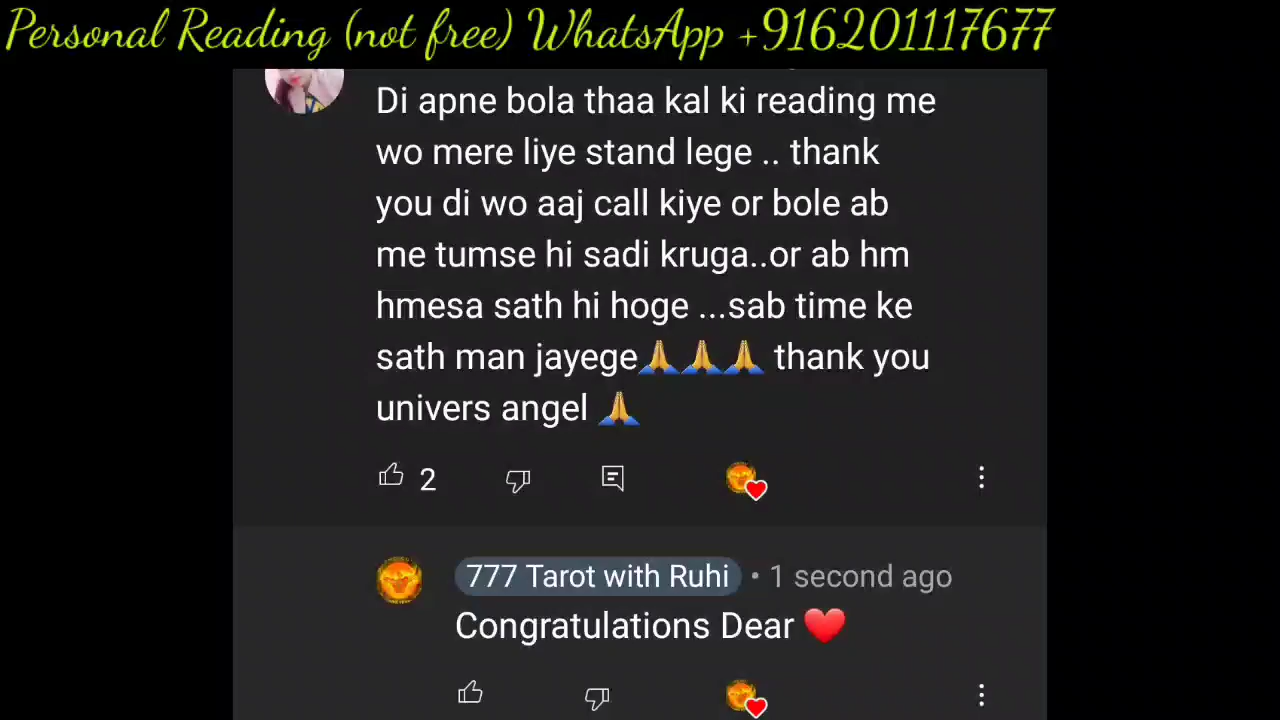 Personal Reading (not free) WhatsApp +916201117677
Di apne bola thaa kal ki reading me
wo mere liye stand lege .. thank
you di wo aaj call kiye or bole ab
me tumse hi sadi kruga..or ab hm
hmesa sath hi hoge ...sab time ke
sath man jayege🙏🙏🙏 thank you
univers angel 🙏
2
777 Tarot with Ruhi • 1 second ago
Congratulations Dear ❤️